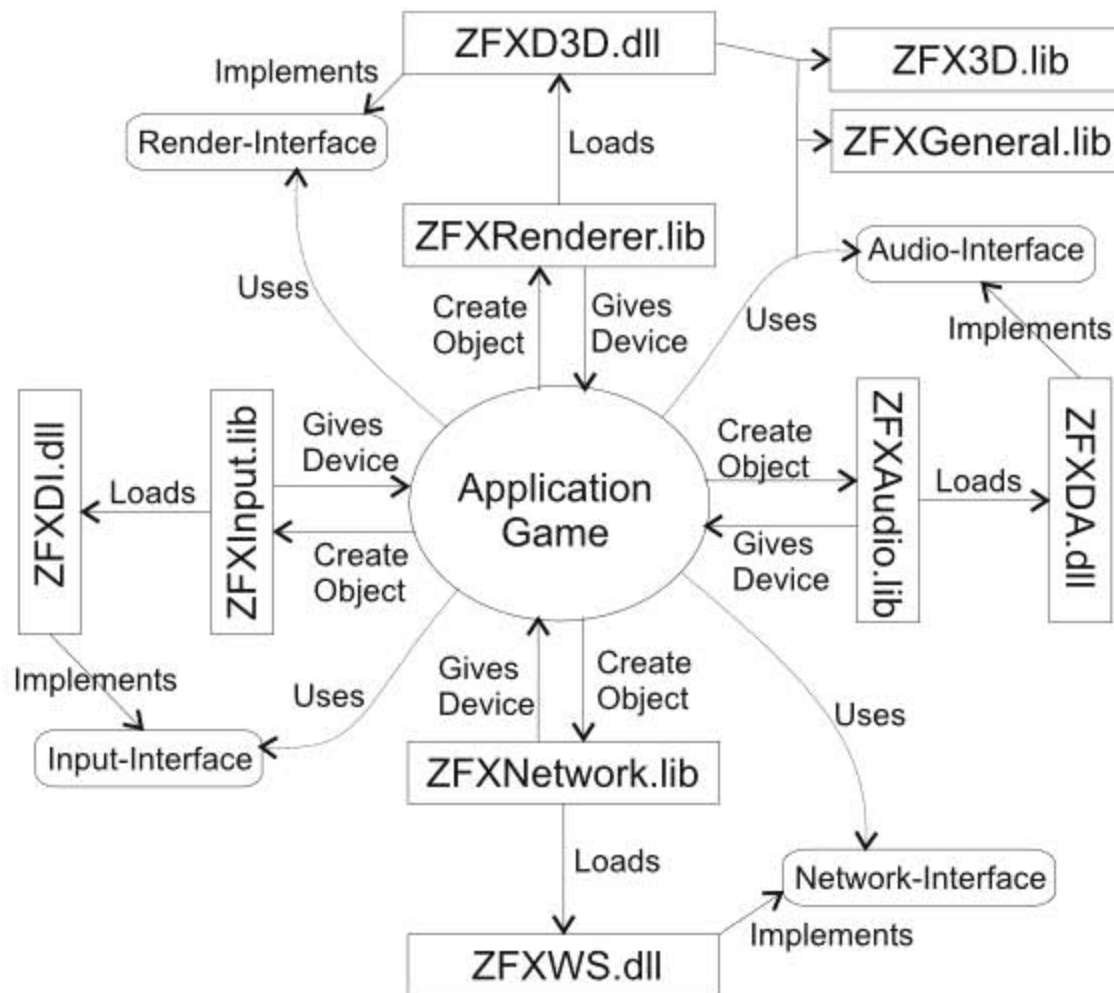 ZFXD3D.dll
ZFX3D.lib
Implements
Render-Interface
Loads
ZFXGeneral.lib
ZFXRenderer.lib
Audio-Interface
Uses
Create
Object
Gives
Device
Uses
Implements
ZFXDI.dll
Loads
ZFXInput.lib
Gives
Device
Create
Object
Application
Game
Create
Object
Gives
Device
ZFXAudio.lib
Loads
ZFXDA.dll
Implements
Input-Interface
Uses
Gives
Device
Create
Object
Uses
ZFXNetwork.lib
Loads
Network-Interface
Implements
ZFXWS.dll